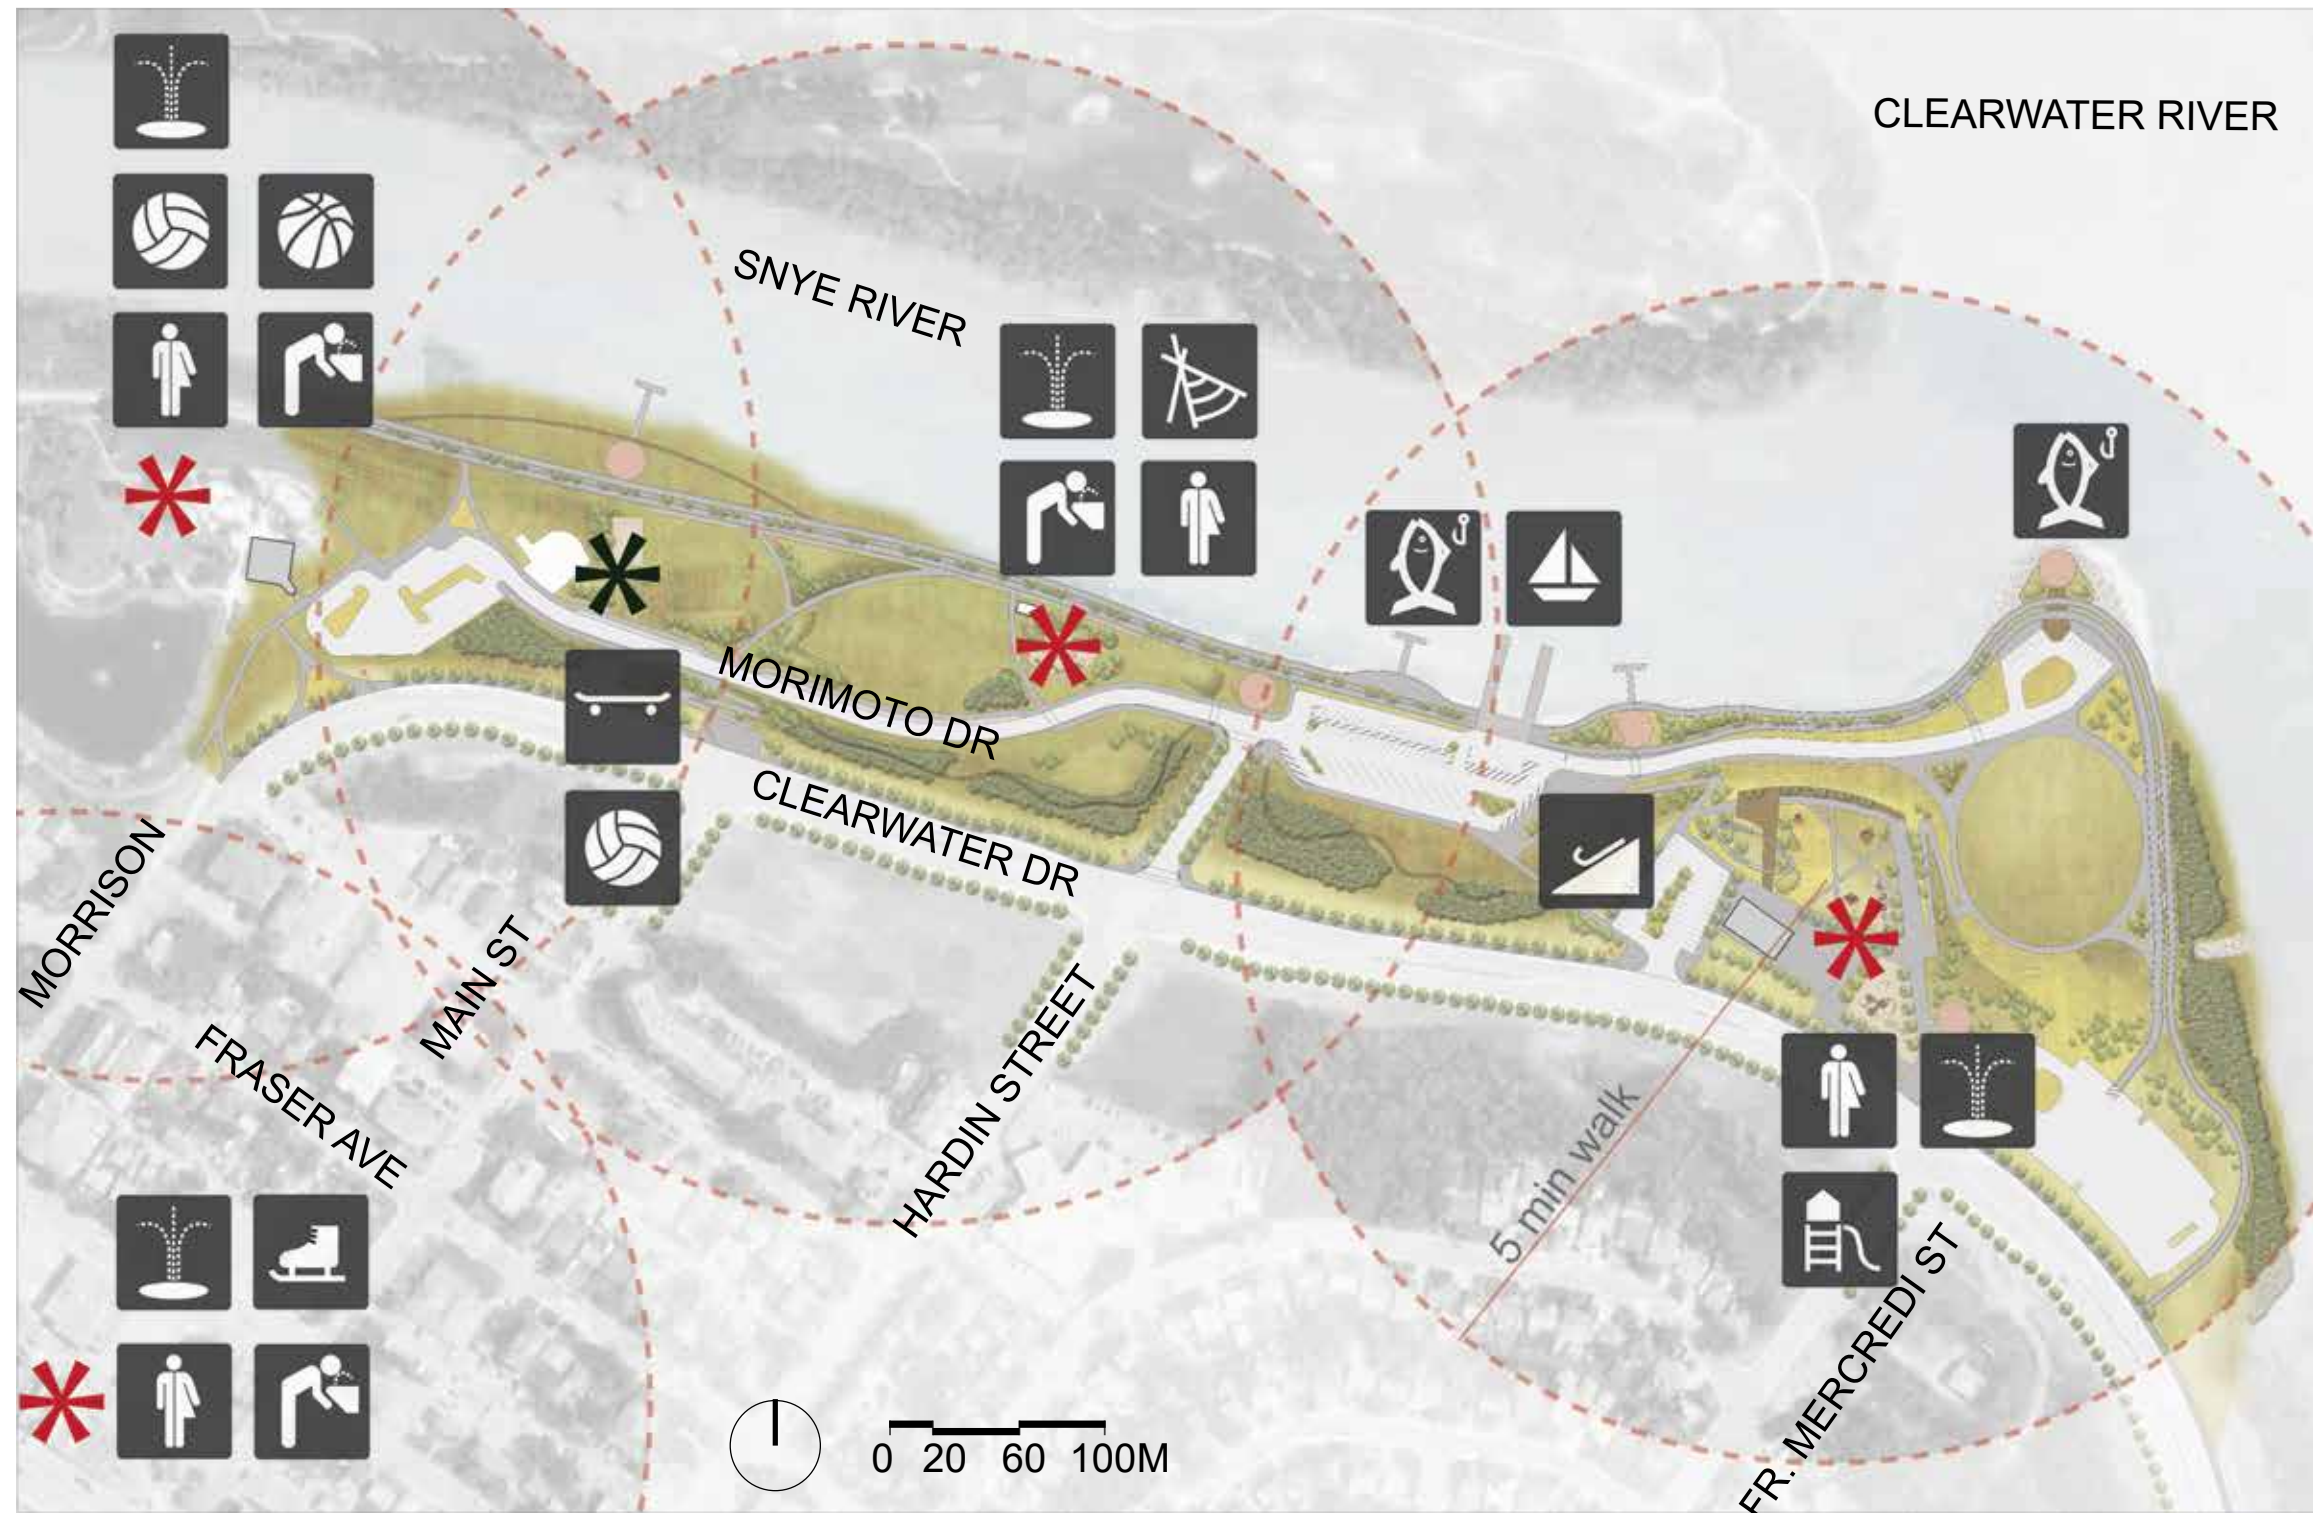 CLEARWATER RIVER
SNYE RIVER
MORIMOTO DR
CLEARWATER DR
MORRISON
MAIN ST
FRASER AVE
HARDIN STREET
5 min walk
FR. MERCREDI ST
0 20 60 100M